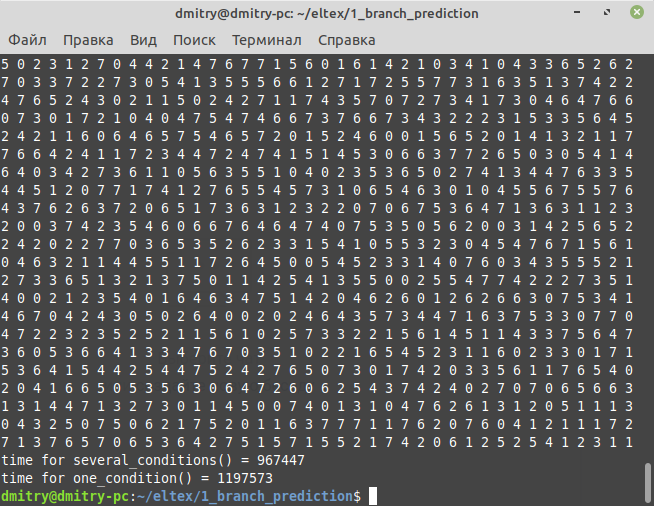 dmitry@dmitry-pc: ~/eltex/1_branch_prediction
Файл Правка Вид Поиск Терминал Справка
5 0 2 3 1 2 7 0 4 4 2 1 4 7 6 7 7 1 5 6 0 1 6 1 4 2 1 0 3 4 1 0 4 3 3 6 5 2 6 2
7 0 3 3 7 2 2 7 3 0 5 4 1 3 5 5 5 6 6 1 2 7 1 7 2 5 5 7 7 3 1 6 3 5 1 3 7 4 2 2
4 7 6 5 2 4 3 0 2 1 1 5 0 2 4 2 7 1 1 7 4 3 5 7 0 7 2 7 3 4 1 7 3 0 4 6 4 7 6 6
0 7 3 0 1 7 2 1 0 4 0 4 7 5 4 7 4 6 6 7 3 7 6 6 7 3 4 3 2 2 2 3 1 5 3 3 5 6 4 5
2 4 2 1 1 6 0 6 4 6 5 7 5 4 6 5 7 2 0 1 5 2 4 6 0 0 1 5 6 5 2 0 1 4 1 3 2 1 1 7
7 6 6 4 2 4 1 1 7 2 3 4 4 7 2 4 7 4 1 5 1 4 5 3 0 6 6 3 7 7 2 6 5 0 3 0 5 4 1 4
6 4 0 3 4 2 7 3 6 1 1 0 5 6 3 5 5 1 0 4 0 2 3 5 3 6 5 0 2 7 4 1 3 4 4 7 6 3 3 5
4 4 5 1 2 0 7 7 1 7 4 1 2 7 6 5 5 4 5 7 3 1 0 6 5 4 6 3 0 1 0 4 5 5 6 7 5 5 7 6
4 3 7 6 2 6 3 7 2 0 6 5 1 7 3 6 3 1 2 3 2 2 0 7 0 6 7 5 3 6 4 7 1 3 6 3 1 1 2 3
2 0 0 3 7 4 2 3 5 4 6 0 6 6 7 6 4 6 4 7 4 0 7 5 3 5 0 5 6 2 0 0 3 1 4 2 5 6 5 2
2 4 2 0 2 2 7 7 0 3 6 5 3 5 2 6 2 3 3 1 5 4 1 0 5 5 3 2 3 0 4 5 4 7 6 7 1 5 6 1
0 4 6 3 2 1 1 4 4 5 5 1 1 7 2 6 4 5 0 0 5 4 5 2 3 3 1 4 0 7 6 0 3 4 3 5 5 5 2 1
2 7 3 3 6 5 1 3 2 1 3 7 5 0 1 1 4 2 5 4 1 3 5 5 0 0 2 5 5 4 7 7 4 2 2 2 7 3 5 1
4 0 0 2 1 2 3 5 4 0 1 6 4 6 3 4 7 5 1 4 2 0 4 6 2 6 0 1 2 6 2 6 6 3 0 7 5 3 4 1
4 6 7 0 4 2 4 3 0 5 0 2 6 4 0 0 2 0 2 4 6 4 3 5 7 3 4 4 7 1 6 3 7 5 3 3 0 7 7 0
4 7 2 2 3 2 3 5 2 5 2 1 1 5 6 1 0 2 5 7 3 3 2 2 1 5 6 1 4 5 1 1 4 3 3 7 5 6 4 7
3 6 0 5 3 6 6 4 1 3 3 4 7 6 7 0 3 5 1 0 2 2 1 6 5 4 5 2 3 1 1 6 0 2 3 3 0 1 7 1
5 3 6 4 1 5 4 4 2 5 4 4 7 5 2 4 2 7 6 5 0 7 3 0 1 7 4 2 0 3 3 5 6 1 1 7 6 5 4 0
2 0 4 1 6 6 5 0 5 3 5 6 3 0 6 4 7 2 6 0 6 2 5 4 3 7 4 2 4 0 2 7 0 7 0 6 5 6 6 3
1 3 1 4 4 7 1 3 2 7 3 0 1 1 4 5 0 0 7 4 0 1 3 1 0 4 7 6 2 6 1 3 1 2 0 5 1 1 1 3
0 4 3 2 5 0 7 5 0 6 2 1 7 5 2 0 1 1 6 3 7 7 7 1 1 7 6 2 0 7 6 0 4 1 2 1 1 1 7 2
7 1 3 7 6 5 7 0 6 5 3 6 4 2 7 5 1 5 7 1 5 5 2 1 7 4 2 0 6 1 2 5 2 5 4 1 2 3 1 1
time for several_conditions() = 967447
time for one_condition() = 1197573
dmitry@dmitry-pc:~/eltex/1_branch_prediction$